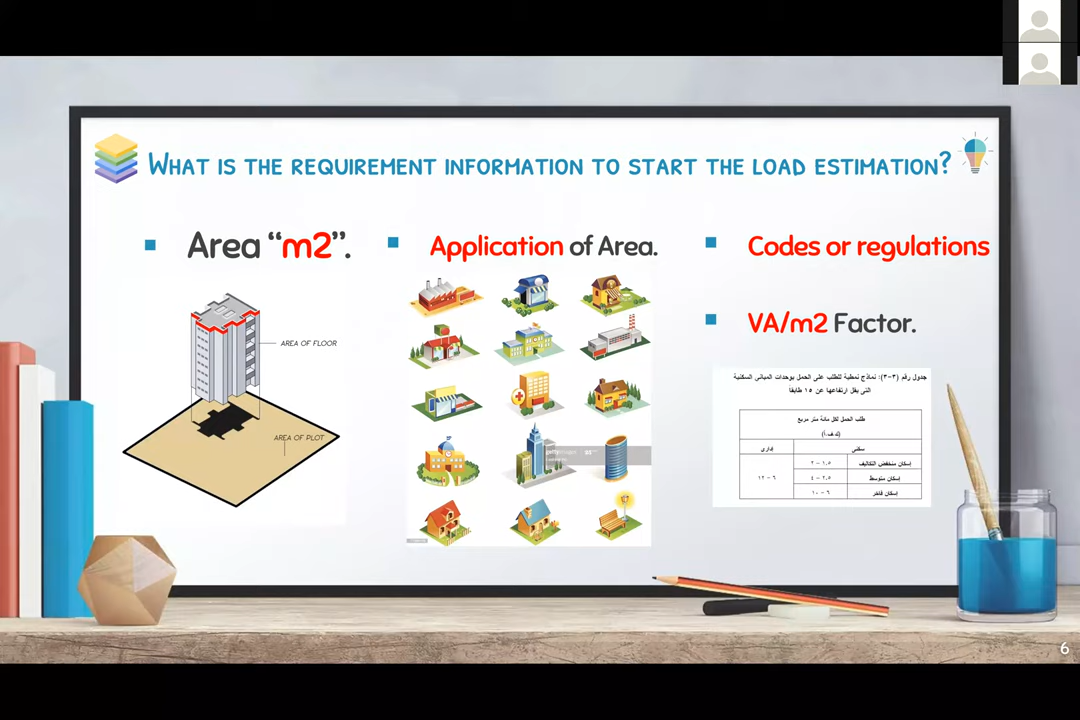 WHAT IS THE REQUIREMENT INFORMATION TO START THE LOAD ESTIMATION?
▪ Area “m2”.
▪ Application of Area.
▪ Codes or regulations
▪ VA/m2 Factor.
AREA OF FLOOR
AREA OF PLOT
gettyimages
جدول رقم (٣-٣): نماذج نمطية للطلب على الحمل بوحدات المباني السكنية
التي يقل ارتفاعها عن ١٥ طابقا
طلب الحمل لكل مائة متر مربع
(ك.ف.أ)
سكني
إداري
إسكان منخفض التكاليف
١.٥ – ٢
إسكان متوسط
٢.٥ – ٤
٦ – ١٢
إسكان فاخر
٦ – ١٠
6